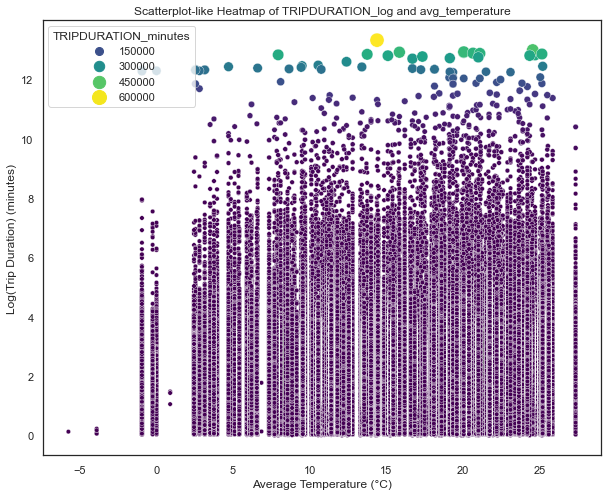 Scatterplot-like Heatmap of TRIPDURATION_log and avg_temperature
TRIPDURATION_minutes
150000
300000
450000
600000
12
10
8
6
4
2
0
Log(Trip Duration) (minutes)
−5 0 5 10 15 20 25
Average Temperature (°C)